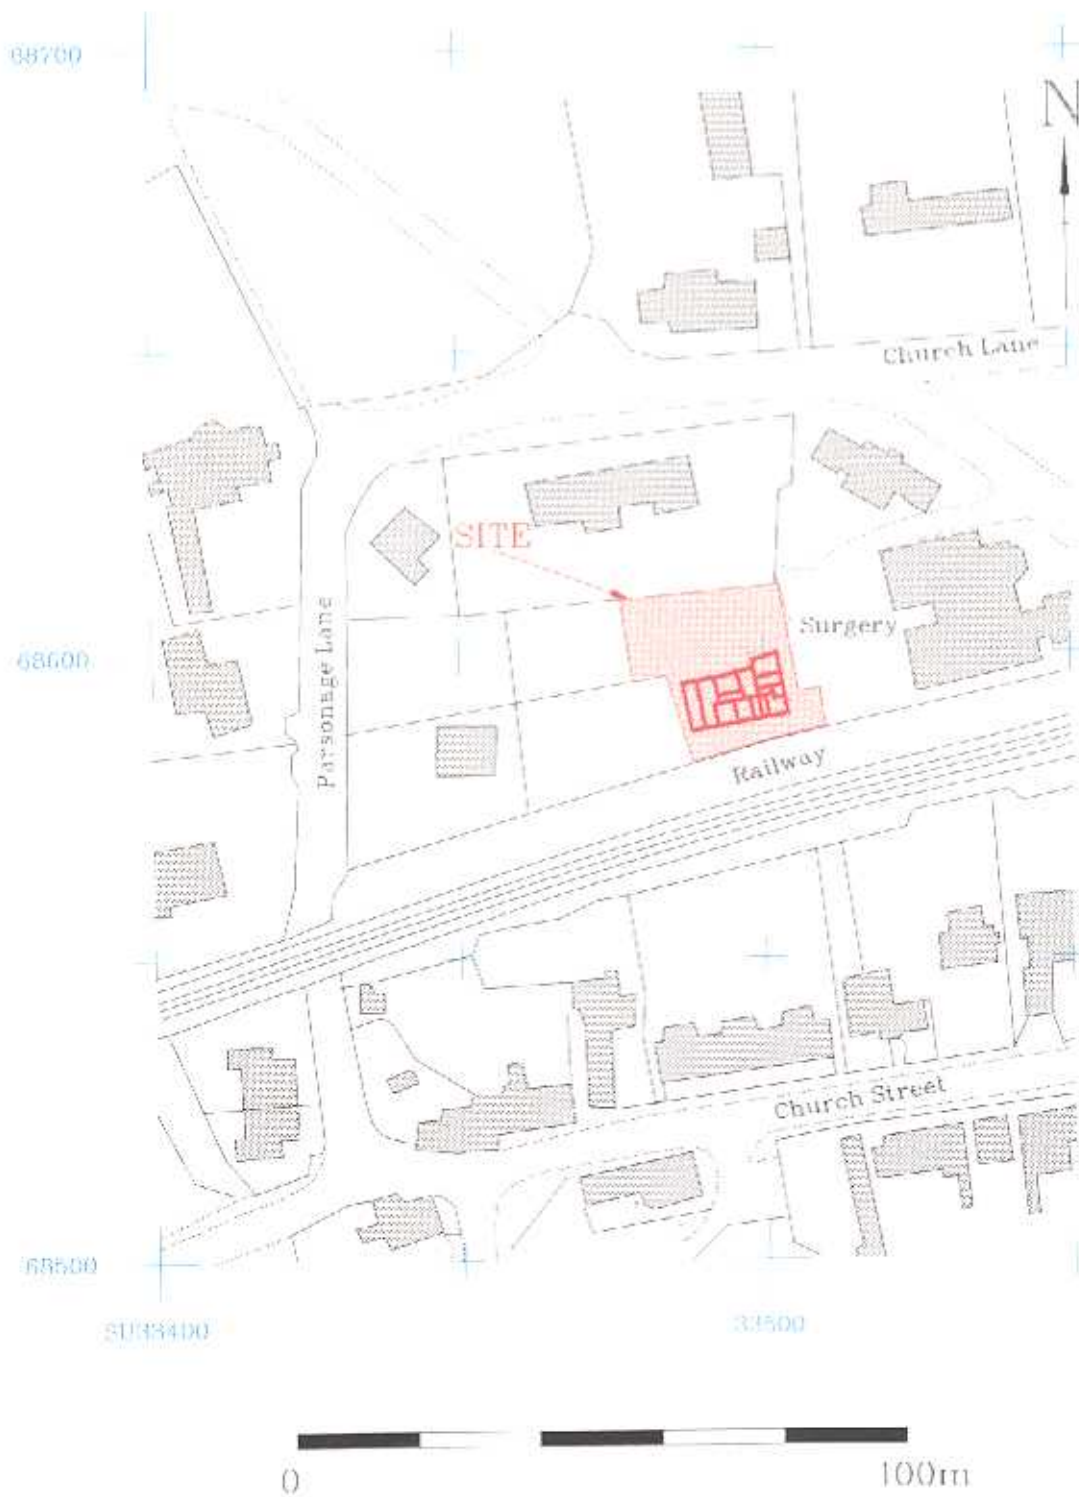 68700
N
Church Lane
SITE
Surgery
68600
Parsonage Lane
Railway
Church Street
68500
SU33400
33500
0
100m